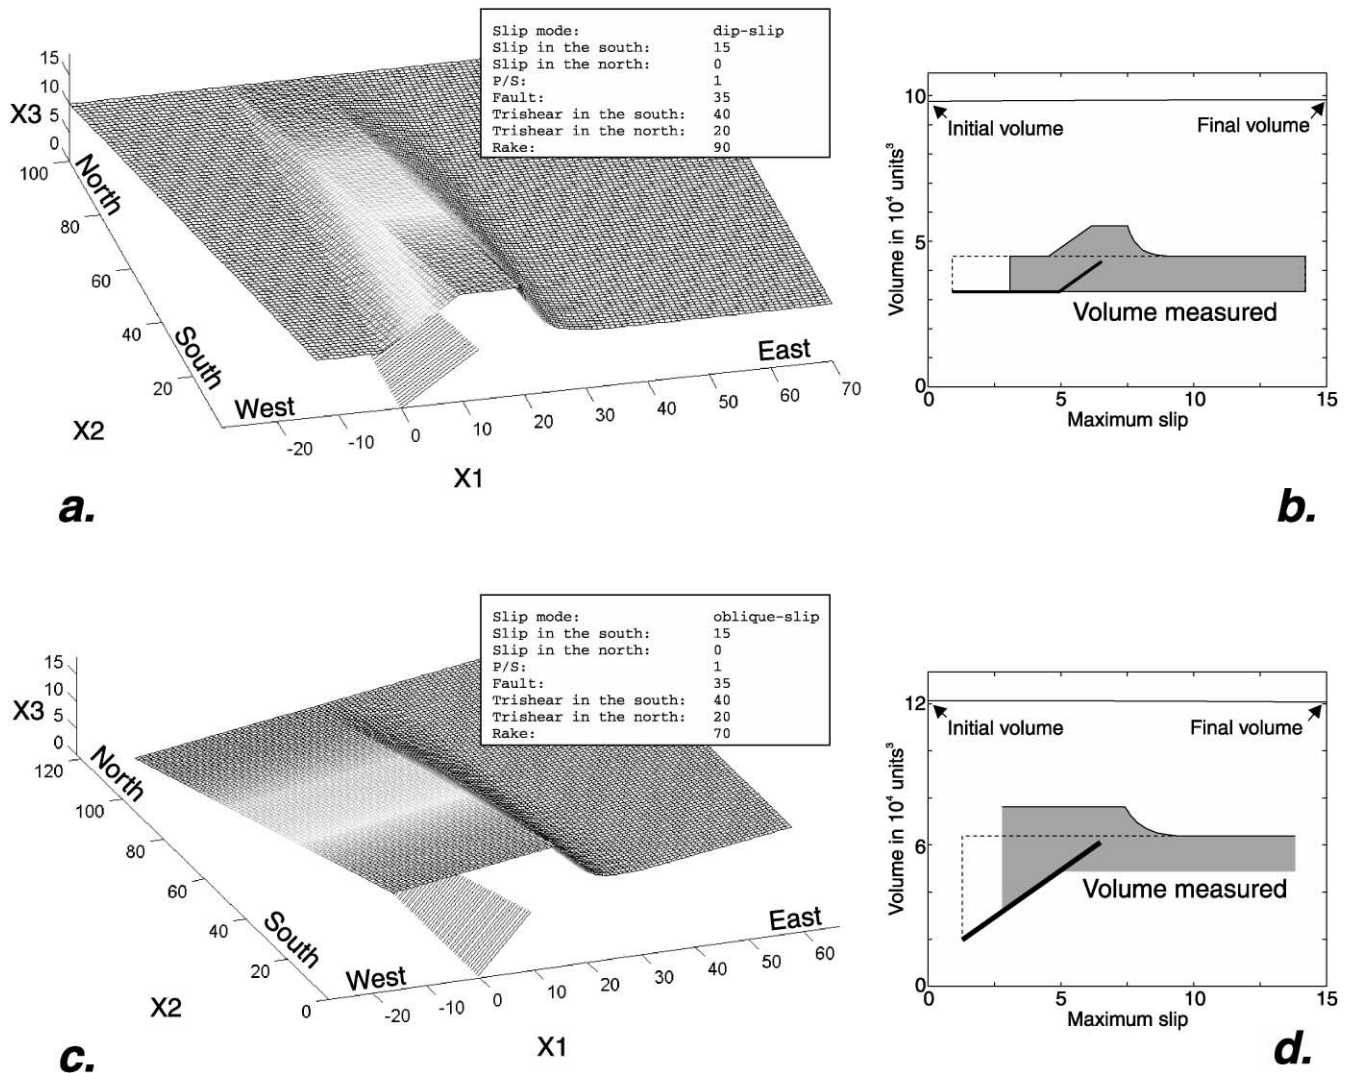 Slip mode: dip-slip
Slip in the south: 15
Slip in the north: 0
P/S: 1
Fault: 35
Trishear in the south: 40
Trishear in the north: 20
Rake: 90
15
10
X3 5
0
100
North
80
60
40
South
20
X2
West
East
-20 -10 0 10 20 30 40 50 60 70
X1
a.
10
Initial volume
Final volume
Volume in 10⁴ units³
5
Volume measured
0
0 5 10 15
Maximum slip
b.
Slip mode: oblique-slip
Slip in the south: 15
Slip in the north: 0
P/S: 1
Fault: 35
Trishear in the south: 40
Trishear in the north: 20
Rake: 70
15
10
X3 5
0
120
North
100
80
60
40
South
20
0
X2
West
East
-20 -10 0 10 20 30 40 50 60
X1
c.
12
Initial volume
Final volume
Volume in 10⁴ units³
6
Volume measured
0
0 5 10 15
Maximum slip
d.